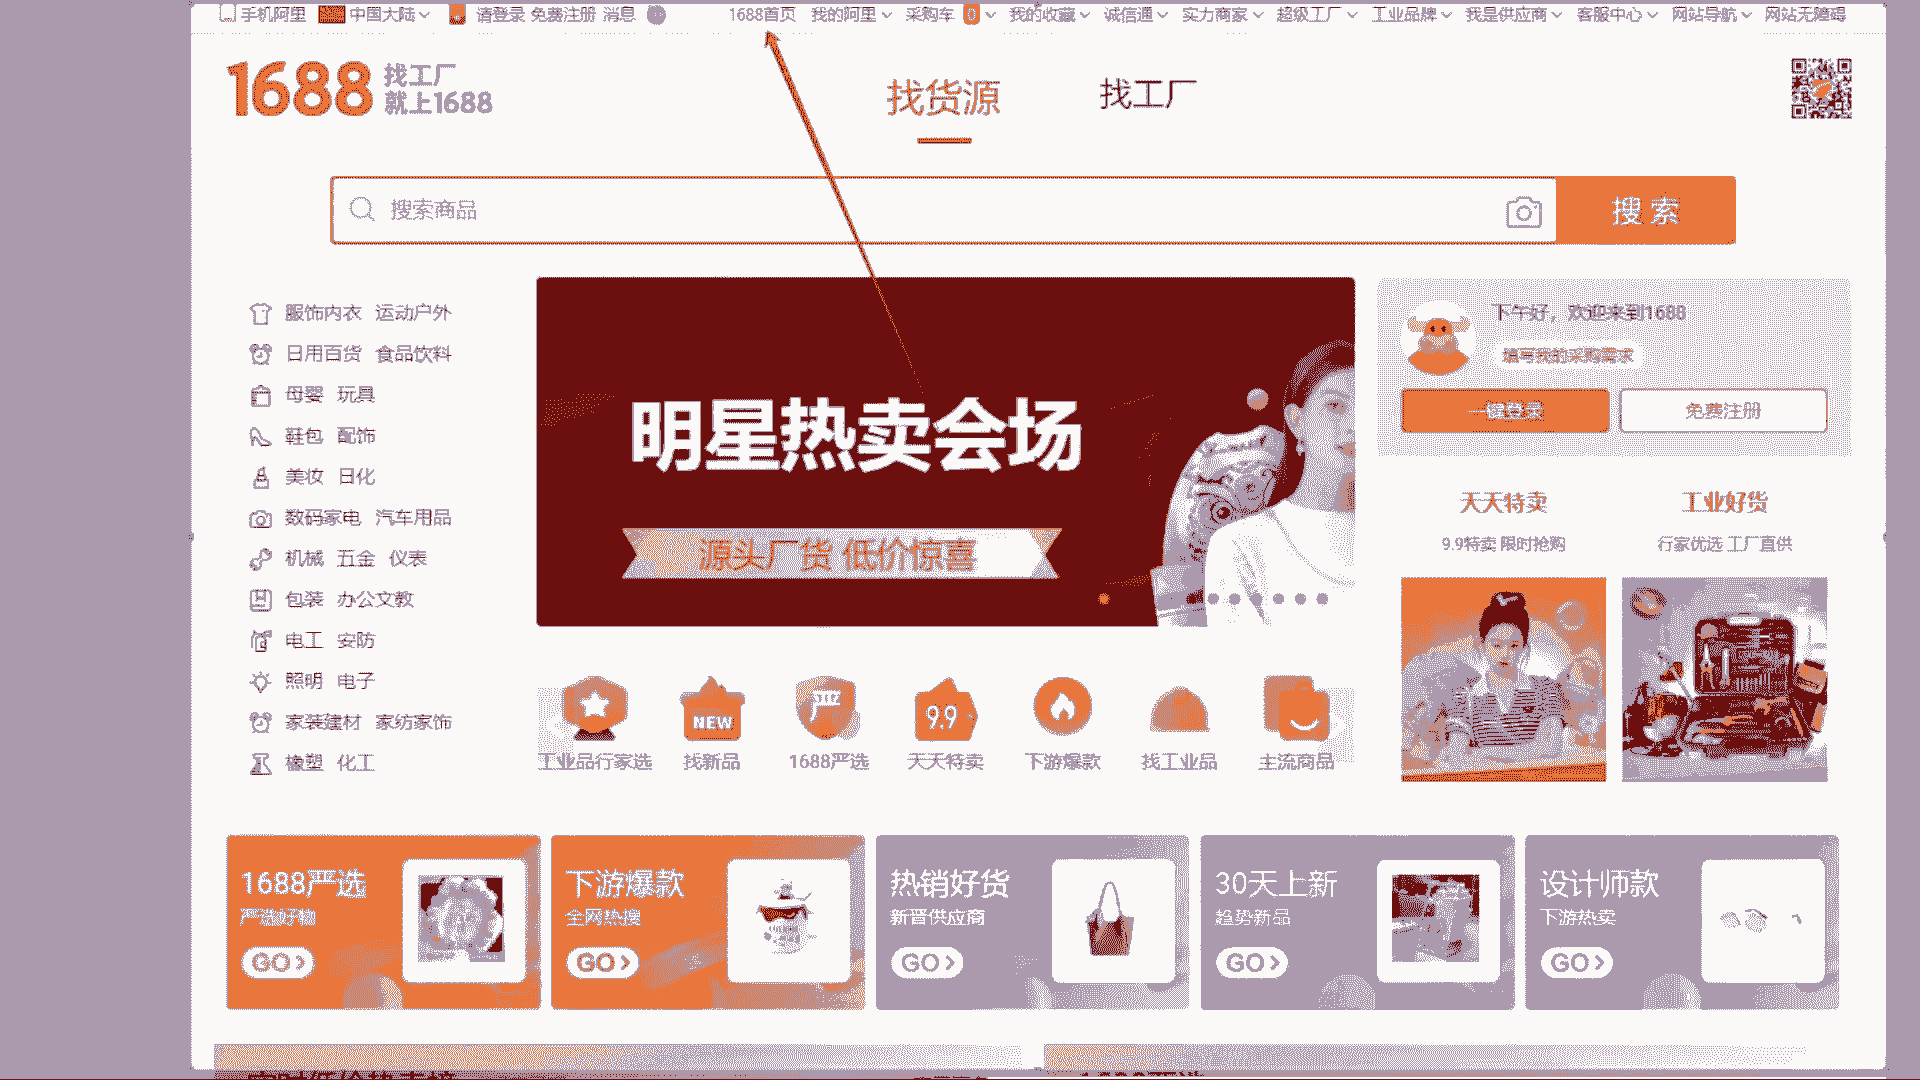 手机阿里 中国大陆 请登录 免费注册 消息 1688首页 我的阿里 采购车 0 我的收藏 诚信通 实力商家 超级工厂 工业品牌 我是供应商 客服中心 网站导航 网站无障碍
1688 找工厂
就上1688
找货源 找工厂
搜索商品 搜索
服饰内衣 运动户外
日用百货 食品饮料
母婴 玩具
鞋包 配饰
美妆 日化
数码家电 汽车用品
机械 五金 仪表
包装 办公文教
电工 安防
照明 电子
家装建材 家纺家饰
橡塑 化工
明星热卖会场
源头厂货 低价惊喜
下午好，欢迎来到1688
填写我的采购需求
一键登录 免费注册
天天特卖 工业好货
9.9特卖 限时抢购 行家优选 工厂直供
NEW 严 9.9
工业品行家选 找新品 1688严选 天天特卖 下游爆款 找工业品 主流商品
1688严选
严选好物
GO
下游爆款
全网热搜
GO
热销好货
新晋供应商
GO
30天上新
趋势新品
GO
设计师款
下游热卖
GO